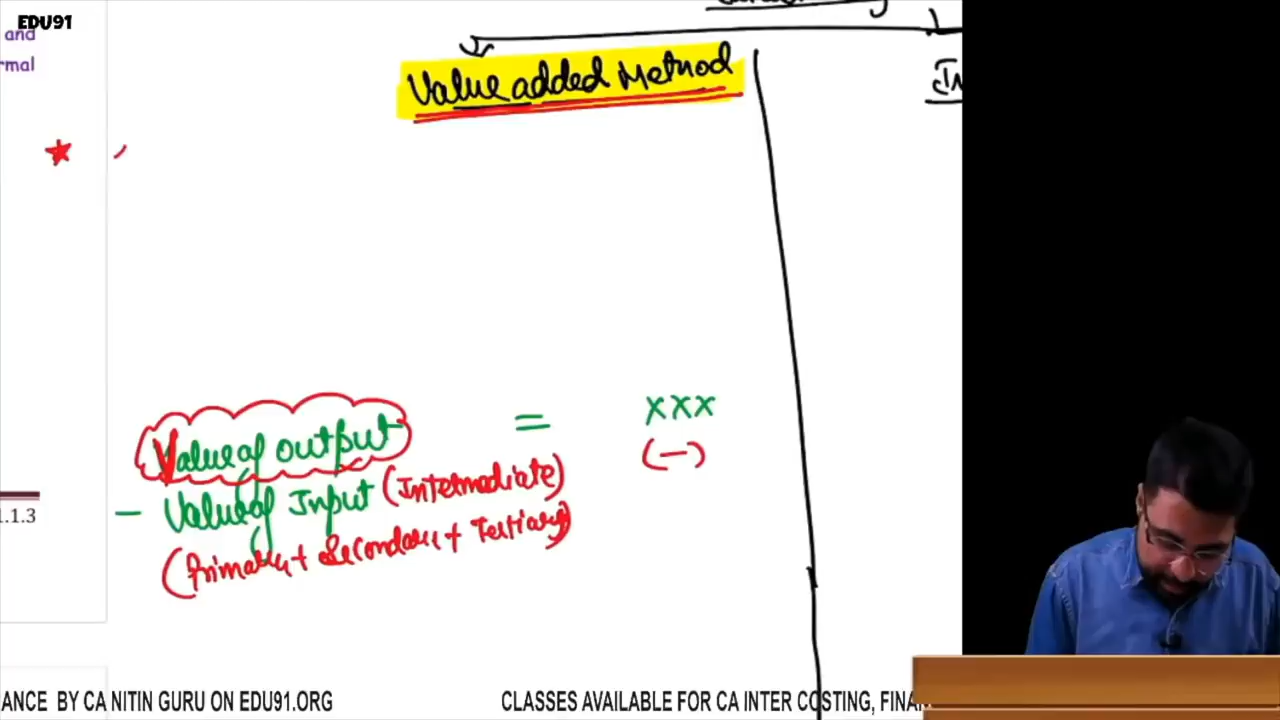 EDU91
and
rmal
Value added Method
Value of output = xxx
- Value of Input (Intermediate) (-)
(Primary + Secondary + Tertiary)
1.1.3
ANCE BY CA NITIN GURU ON EDU91.ORG
CLASSES AVAILABLE FOR CA INTER COSTING, FINAN